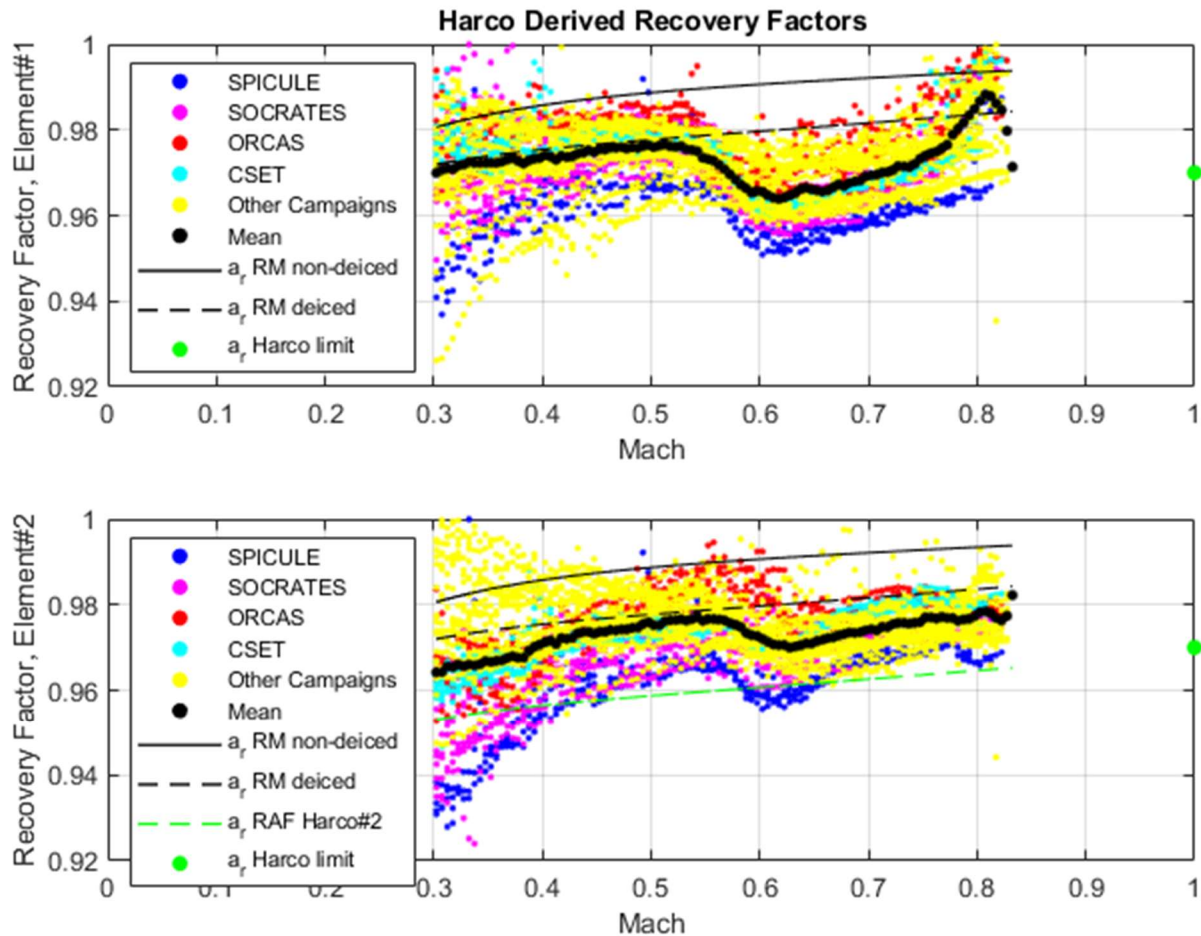 Harco Derived Recovery Factors
Recovery Factor, Element#1
1
0.98
0.96
0.94
0.92
SPICULE
SOCRATES
ORCAS
CSET
Other Campaigns
Mean
a_r RM non-deiced
a_r RM deiced
a_r Harco limit
0 0.1 0.2 0.3 0.4 0.5 0.6 0.7 0.8 0.9 1
Mach
Recovery Factor, Element#2
1
0.98
0.96
0.94
0.92
SPICULE
SOCRATES
ORCAS
CSET
Other Campaigns
Mean
a_r RM non-deiced
a_r RM deiced
a_r RAF Harco#2
a_r Harco limit
0 0.1 0.2 0.3 0.4 0.5 0.6 0.7 0.8 0.9 1
Mach